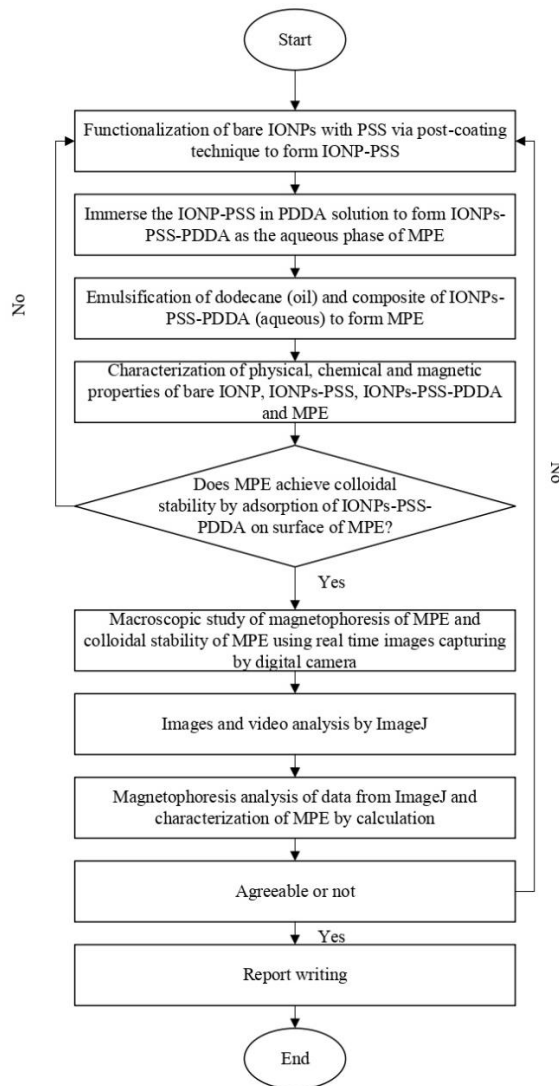 Start
Functionalization of bare IONPs with PSS via post-coating
technique to form IONP-PSS
Immerse the IONP-PSS in PDDA solution to form IONPs-
PSS-PDDA as the aqueous phase of MPE
No
Emulsification of dodecane (oil) and composite of IONPs-
PSS-PDDA (aqueous) to form MPE
Characterization of physical, chemical and magnetic
properties of bare IONP, IONPs-PSS, IONPs-PSS-PDDA
and MPE
No
Does MPE achieve colloidal
stability by adsorption of IONPs-PSS-
PDDA on surface of MPE?
Yes
Macroscopic study of magnetophoresis of MPE and
colloidal stability of MPE using real time images capturing
by digital camera
Images and video analysis by ImageJ
Magnetophoresis analysis of data from ImageJ and
characterization of MPE by calculation
Agreeable or not
Yes
Report writing
End